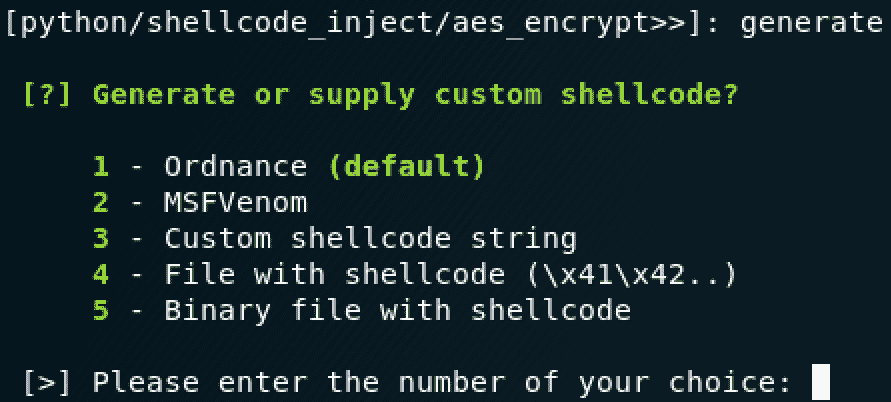 [python/shellcode_inject/aes_encrypt>>]: generate
[?] Generate or supply custom shellcode?
1 - Ordnance (default)
2 - MSFVenom
3 - Custom shellcode string
4 - File with shellcode (\x41\x42..)
5 - Binary file with shellcode
[>] Please enter the number of your choice: